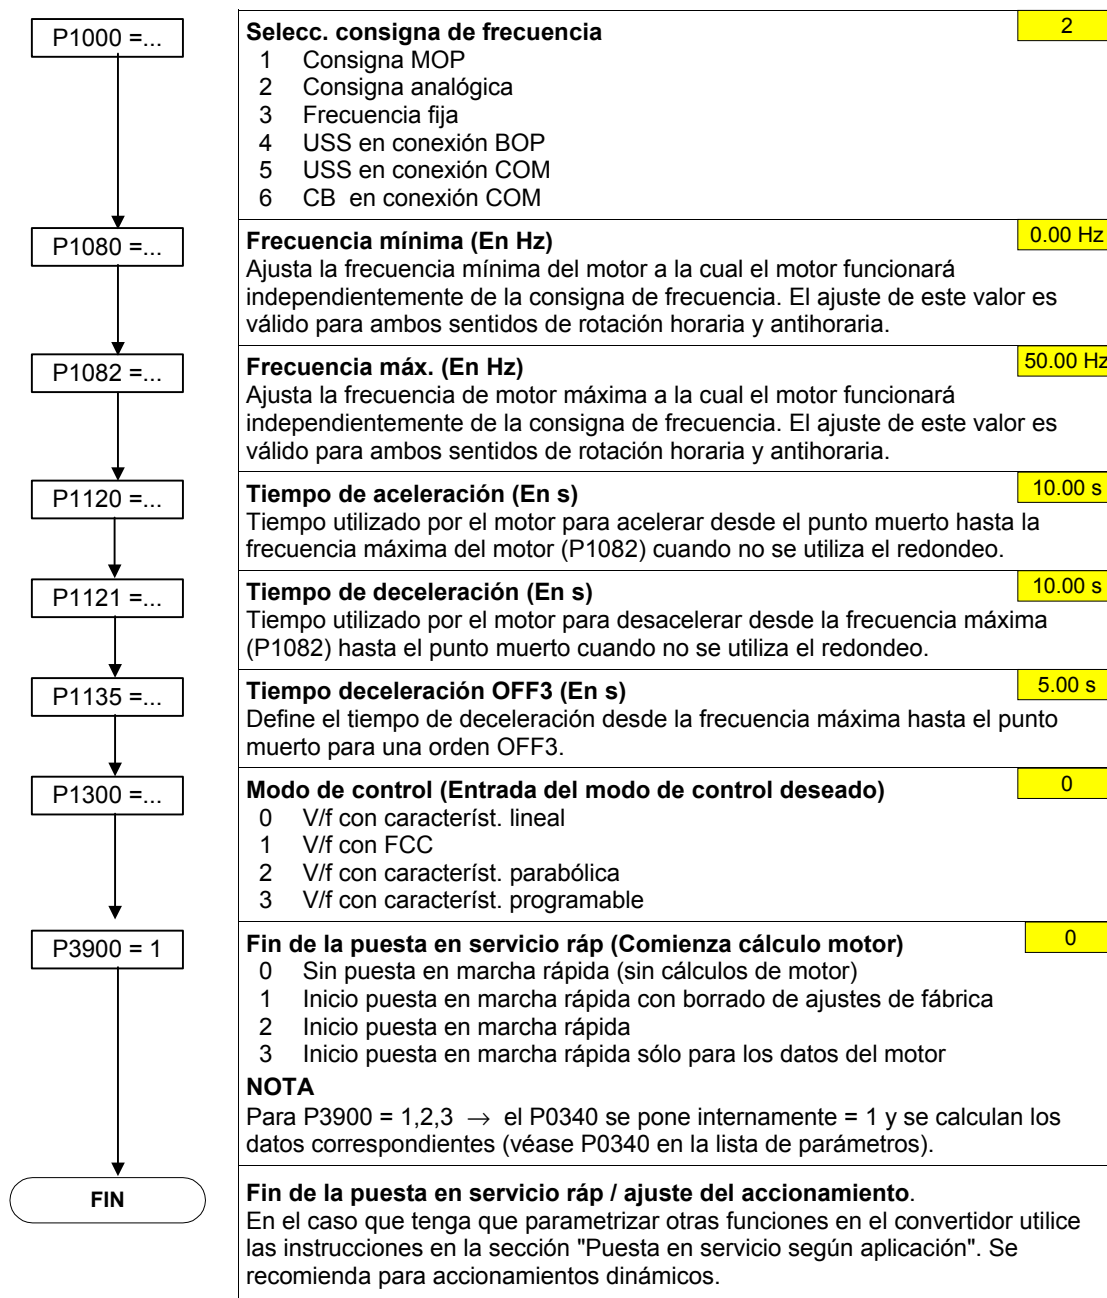 P1000 =...
Selecc. consigna de frecuencia
2
1 Consigna MOP
2 Consigna analógica
3 Frecuencia fija
4 USS en conexión BOP
5 USS en conexión COM
6 CB en conexión COM
P1080 =...
Frecuencia mínima (En Hz)
0.00 Hz
Ajusta la frecuencia mínima del motor a la cual el motor funcionará
independientemente de la consigna de frecuencia. El ajuste de este valor es
válido para ambos sentidos de rotación horaria y antihoraria.
P1082 =...
Frecuencia máx. (En Hz)
50.00 Hz
Ajusta la frecuencia de motor máxima a la cual el motor funcionará
independientemente de la consigna de frecuencia. El ajuste de este valor es
válido para ambos sentidos de rotación horaria y antihoraria.
P1120 =...
Tiempo de aceleración (En s)
10.00 s
Tiempo utilizado por el motor para acelerar desde el punto muerto hasta la
frecuencia máxima del motor (P1082) cuando no se utiliza el redondeo.
P1121 =...
Tiempo de deceleración (En s)
10.00 s
Tiempo utilizado por el motor para desacelerar desde la frecuencia máxima
(P1082) hasta el punto muerto cuando no se utiliza el redondeo.
P1135 =...
Tiempo deceleración OFF3 (En s)
5.00 s
Define el tiempo de deceleración desde la frecuencia máxima hasta el punto
muerto para una orden OFF3.
P1300 =...
Modo de control (Entrada del modo de control deseado)
0
0 V/f con característ. lineal
1 V/f con FCC
2 V/f con característ. parabólica
3 V/f con característ. programable
P3900 = 1
Fin de la puesta en servicio ráp (Comienza cálculo motor)
0
0 Sin puesta en marcha rápida (sin cálculos de motor)
1 Inicio puesta en marcha rápida con borrado de ajustes de fábrica
2 Inicio puesta en marcha rápida
3 Inicio puesta en marcha rápida sólo para los datos del motor
NOTA
Para P3900 = 1,2,3 → el P0340 se pone internamente = 1 y se calculan los
datos correspondientes (véase P0340 en la lista de parámetros).
FIN
Fin de la puesta en servicio ráp / ajuste del accionamiento.
En el caso que tenga que parametrizar otras funciones en el convertidor utilice
las instrucciones en la sección "Puesta en servicio según aplicación". Se
recomienda para accionamientos dinámicos.